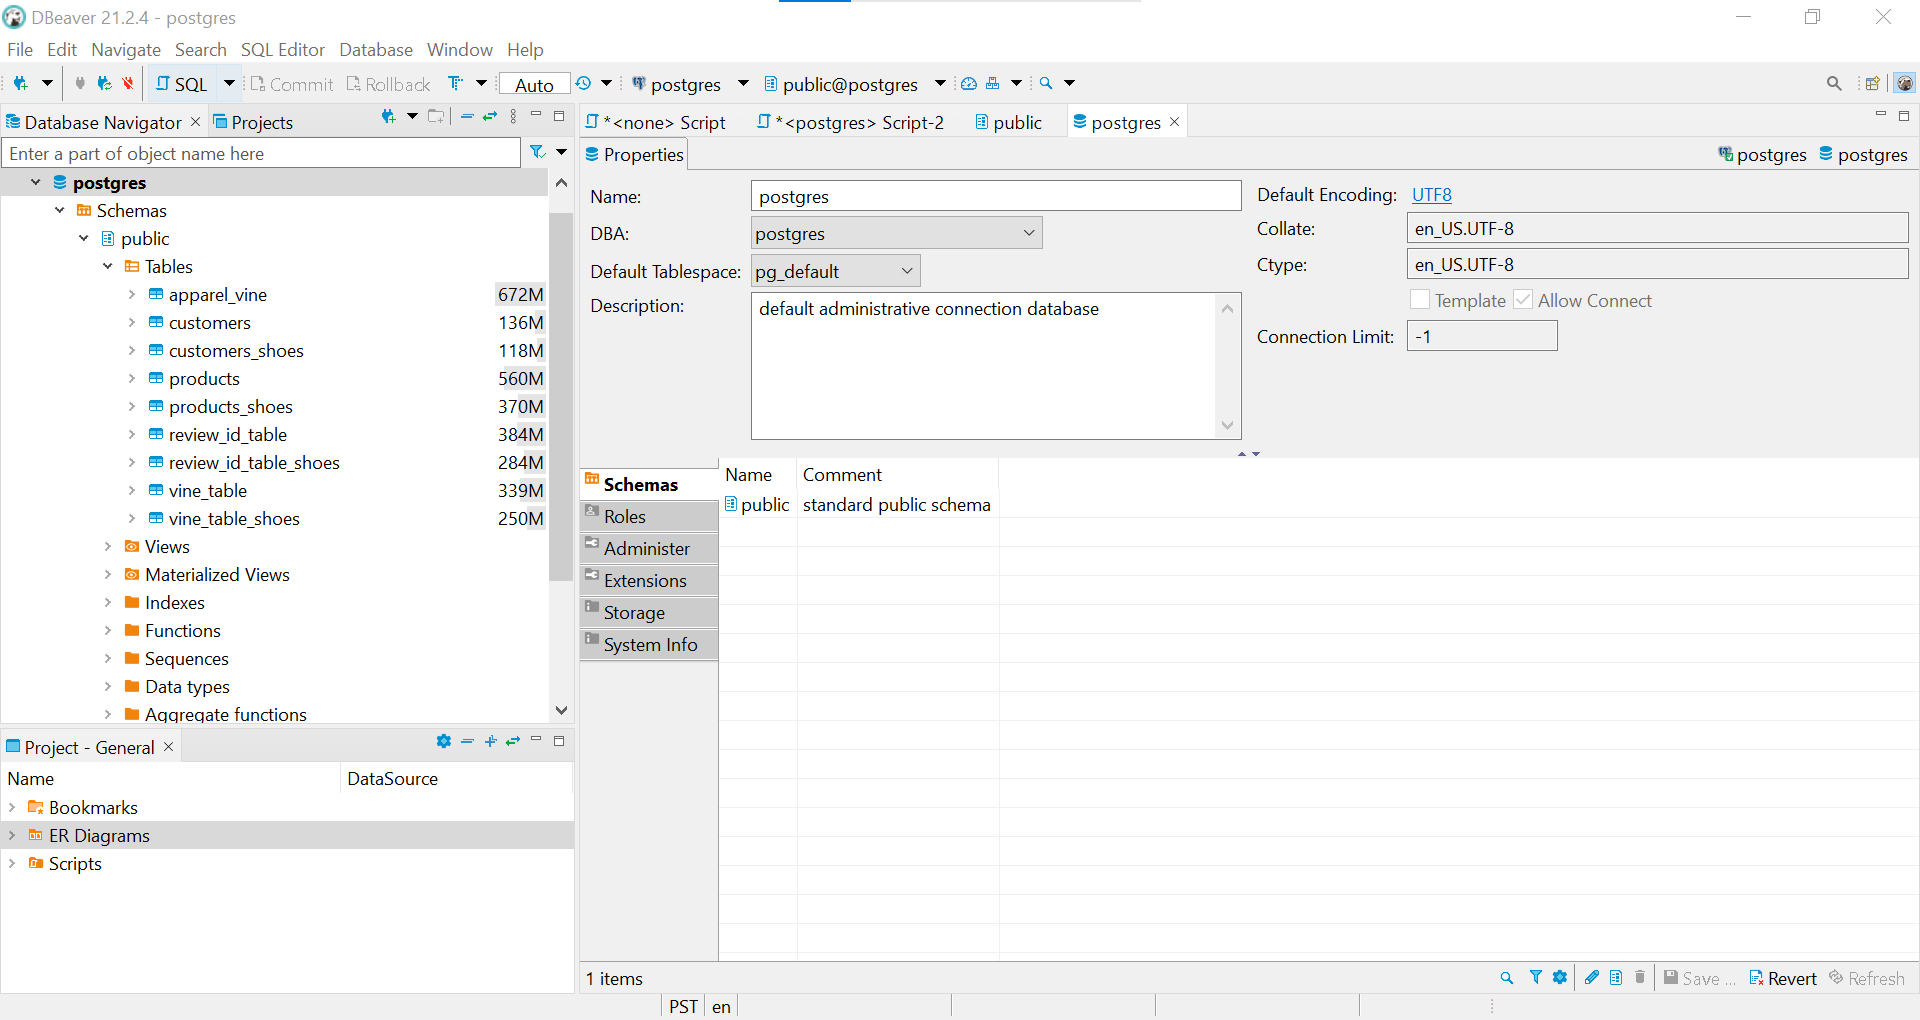 DBeaver 21.2.4 - postgres
File Edit Navigate Search SQL Editor Database Window Help
SQL Commit Rollback Auto postgres public@postgres
Database Navigator Projects
Enter a part of object name here
postgres
Schemas
public
Tables
apparel_vine 672M
customers 136M
customers_shoes 118M
products 560M
products_shoes 370M
review_id_table 384M
review_id_table_shoes 284M
vine_table 339M
vine_table_shoes 250M
Views
Materialized Views
Indexes
Functions
Sequences
Data types
Aggregate functions
Project - General
Name DataSource
Bookmarks
ER Diagrams
Scripts
*<none> Script *<postgres> Script-2 public postgres
Properties postgres postgres
Name: postgres
DBA: postgres
Default Tablespace: pg_default
Description: default administrative connection database
Default Encoding: UTF8
Collate: en_US.UTF-8
Ctype: en_US.UTF-8
Template Allow Connect
Connection Limit: -1
Schemas
Roles
Administer
Extensions
Storage
System Info
Name Comment
public standard public schema
1 items Save ... Revert Refresh
PST en